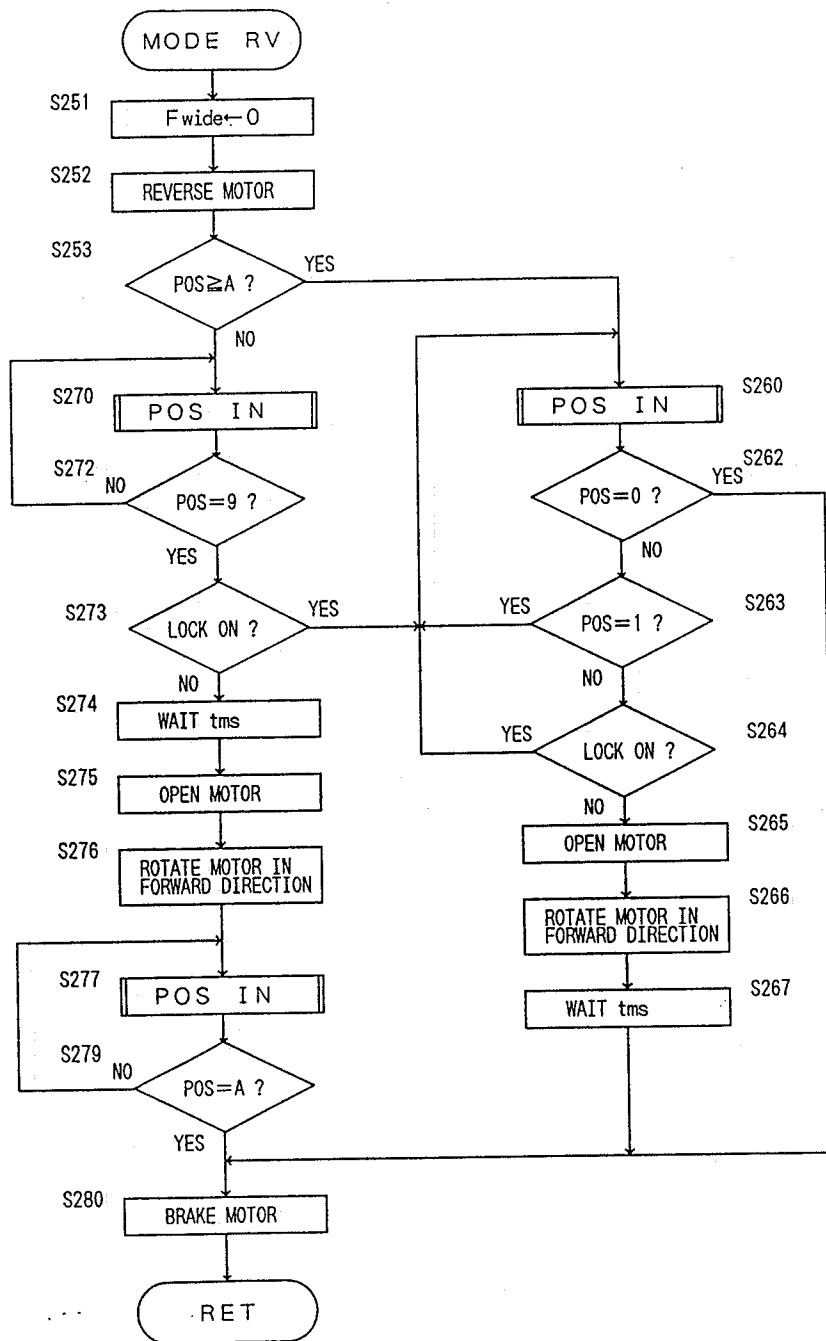 MODE RV
S251
Fwide←0
S252
REVERSE MOTOR
S253
POS≧A ?
YES
NO
S270
POS IN
S272
NO
POS=9 ?
YES
S273
LOCK ON ?
YES
NO
S274
WAIT tms
S275
OPEN MOTOR
S276
ROTATE MOTOR IN
FORWARD DIRECTION
S277
POS IN
S279
NO
POS=A ?
YES
S280
BRAKE MOTOR
RET
S260
POS IN
S262
YES
POS=0 ?
NO
S263
YES
POS=1 ?
NO
S264
YES
LOCK ON ?
NO
S265
OPEN MOTOR
S266
ROTATE MOTOR IN
FORWARD DIRECTION
S267
WAIT tms